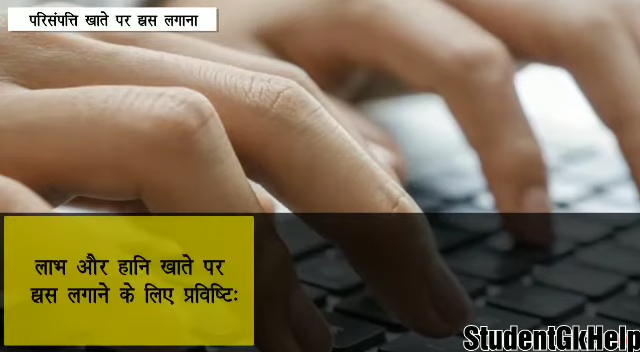 परिसंपत्ति खाते पर ह्रास लगाना
लाभ और हानि खाते पर
ह्रास लगाने के लिए प्रविष्टिः
StudentGkHelp